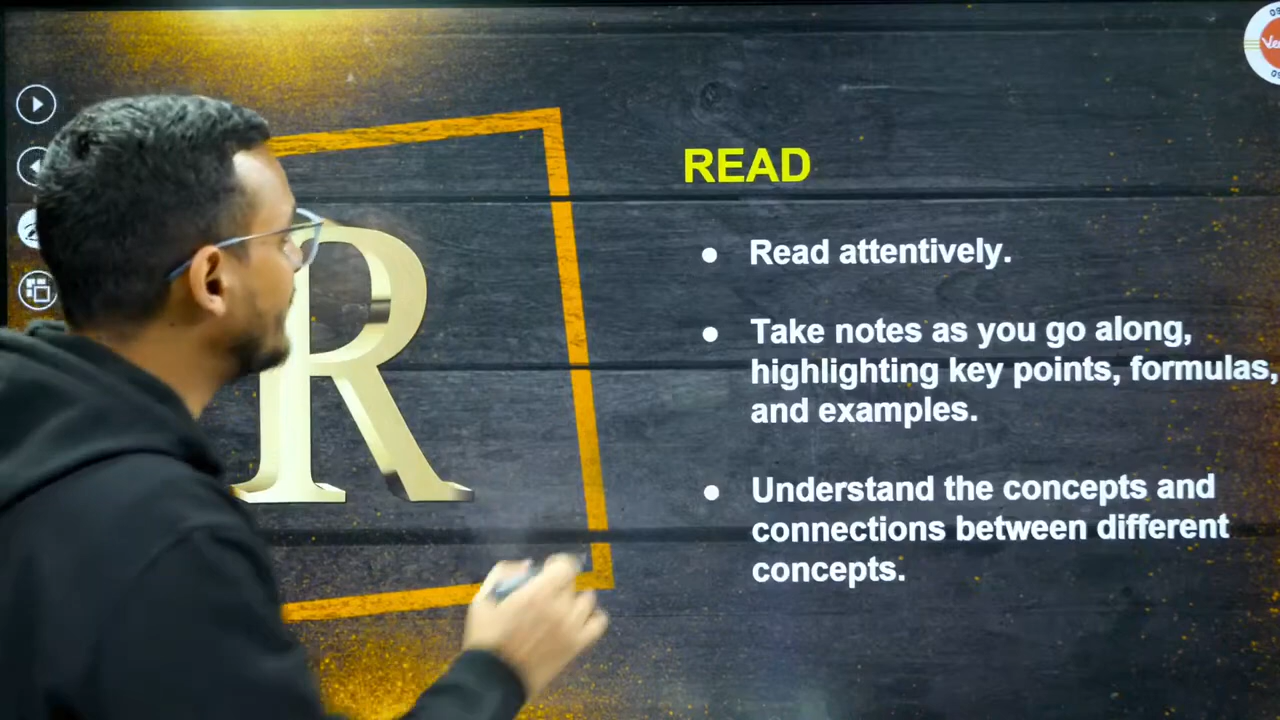 R
READ
● Read attentively.
● Take notes as you go along,
highlighting key points, formulas,
and examples.
● Understand the concepts and
connections between different
concepts.